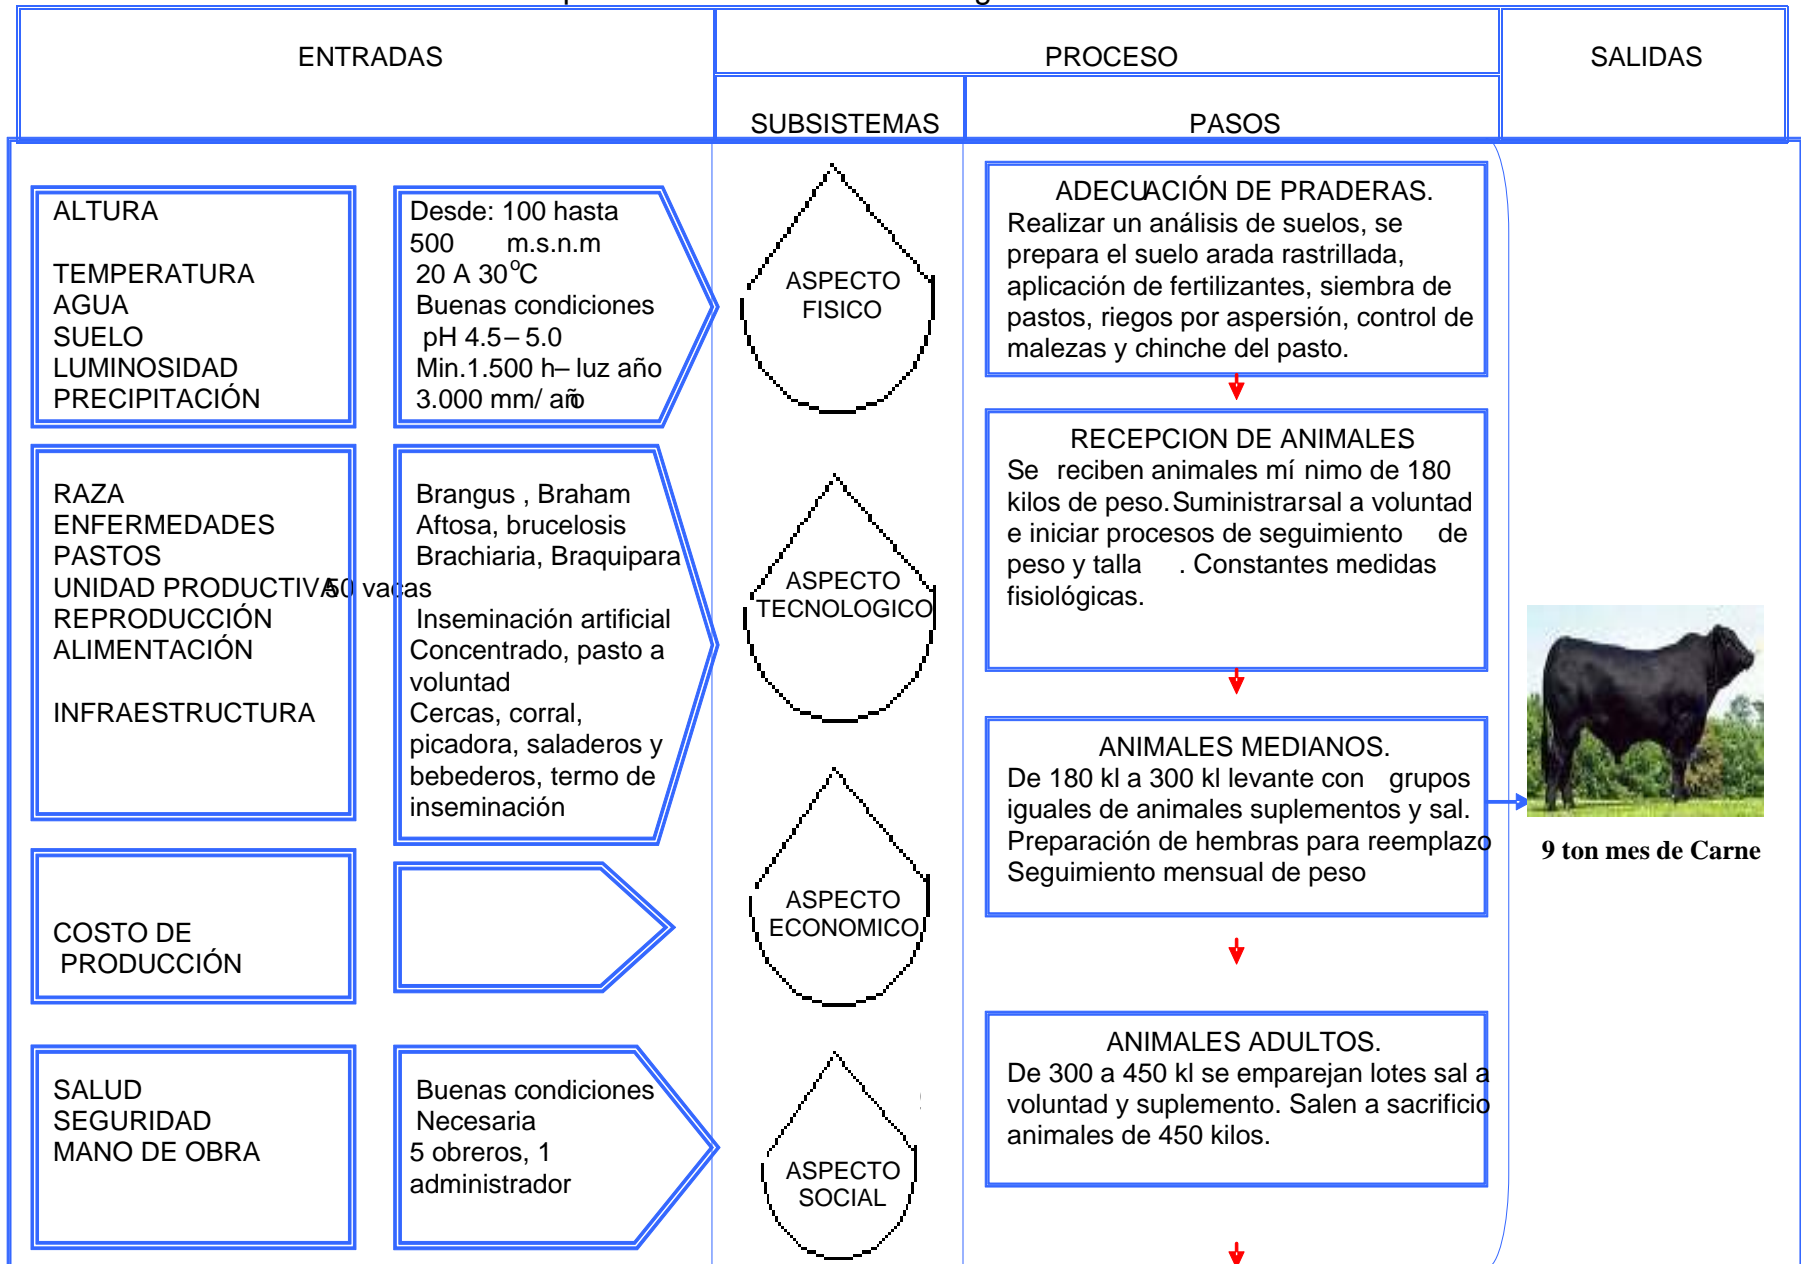 ENTRADAS
PROCESO
SALIDAS
SUBSISTEMAS
PASOS
ALTURA
TEMPERATURA
AGUA
SUELO
LUMINOSIDAD
PRECIPITACIÓN
Desde: 100 hasta
500 m.s.n.m
20 A 30°C
Buenas condiciones
pH 4.5– 5.0
Min.1.500 h– luz año
3.000 mm/ año
ASPECTO
FISICO
ADECUACIÓN DE PRADERAS.
Realizar un análisis de suelos, se
prepara el suelo arada rastrillada,
aplicación de fertilizantes, siembra de
pastos, riegos por aspersión, control de
malezas y chinche del pasto.
RAZA
ENFERMEDADES
PASTOS
UNIDAD PRODUCTIVA 50 vacas
REPRODUCCIÓN
ALIMENTACIÓN
INFRAESTRUCTURA
Brangus , Braham
Aftosa, brucelosis
Brachiaria, Braquipara
Inseminación artificial
Concentrado, pasto a
voluntad
Cercas, corral,
picadora, saladeros y
bebederos, termo de
inseminación
ASPECTO
TECNOLOGICO
RECEPCION DE ANIMALES
Se reciben animales mí nimo de 180
kilos de peso. Suministrar sal a voluntad
e iniciar procesos de seguimiento de
peso y talla . Constantes medidas
fisiológicas.
ANIMALES MEDIANOS.
De 180 kl a 300 kl levante con grupos
iguales de animales suplementos y sal.
Preparación de hembras para reemplazo
Seguimiento mensual de peso
9 ton mes de Carne
COSTO DE
PRODUCCIÓN
ASPECTO
ECONOMICO
SALUD
SEGURIDAD
MANO DE OBRA
Buenas condiciones
Necesaria
5 obreros, 1
administrador
ASPECTO
SOCIAL
ANIMALES ADULTOS.
De 300 a 450 kl se emparejan lotes sal a
voluntad y suplemento. Salen a sacrificio
animales de 450 kilos.